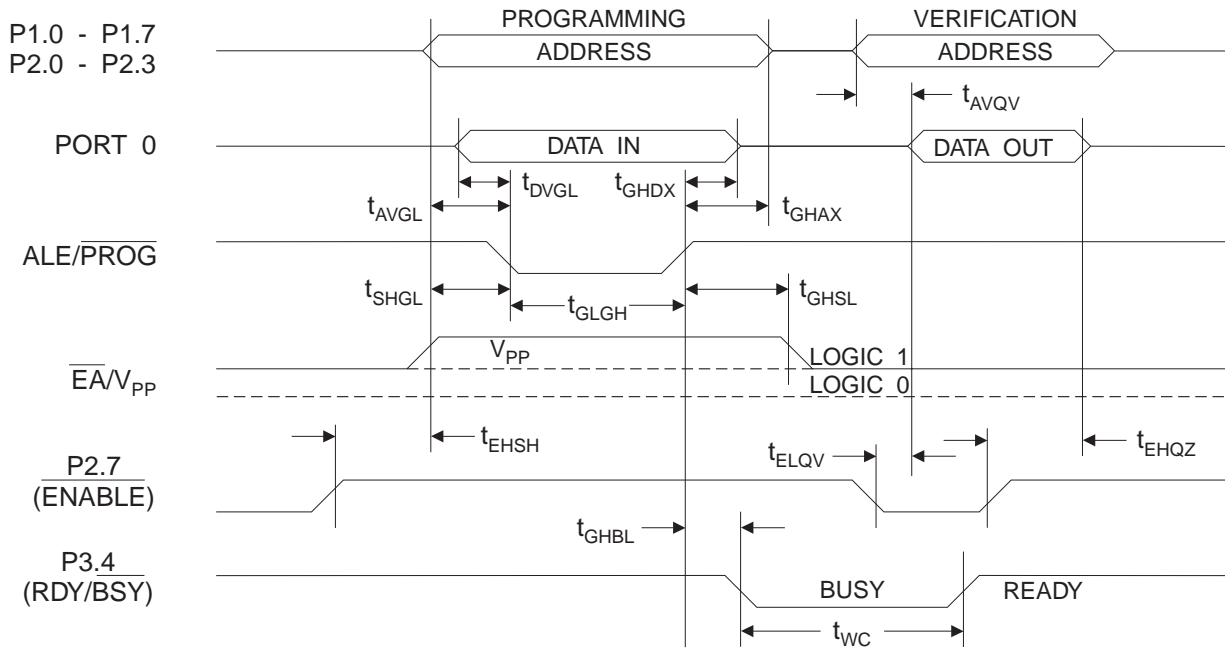 PROGRAMMING
VERIFICATION
P1.0 - P1.7
P2.0 - P2.3
ADDRESS
ADDRESS
tAVQV
PORT 0
DATA IN
DATA OUT
tDVGL
tGHDX
tAVGL
tGHAX
ALE/PROG
tSHGL
tGLGH
tGHSL
VPP
LOGIC 1
EA/VPP
LOGIC 0
tEHSH
tELQV
tEHQZ
P2.7
(ENABLE)
tGHBL
P3.4
(RDY/BSY)
BUSY
READY
tWC